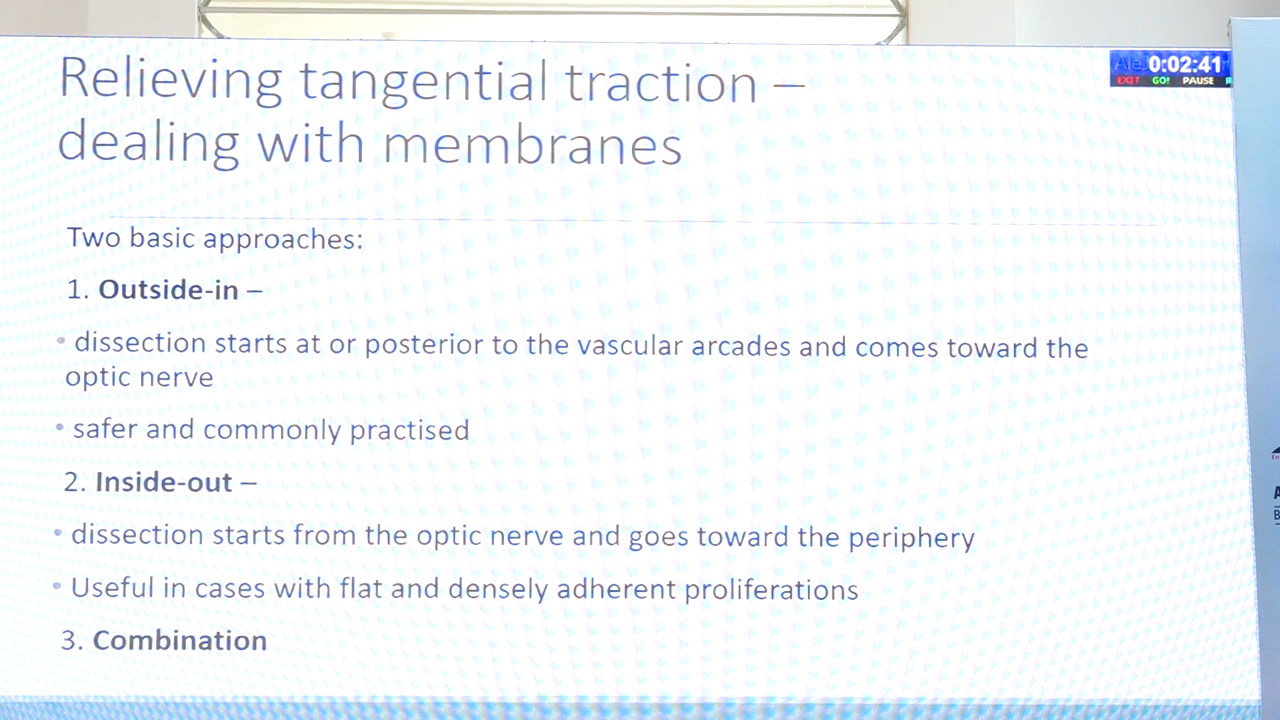 Relieving tangential traction –
dealing with membranes
0:02:41
EXIT GO! PAUSE
Two basic approaches:
1. Outside-in –
• dissection starts at or posterior to the vascular arcades and comes toward the
optic nerve
• safer and commonly practised
2. Inside-out –
• dissection starts from the optic nerve and goes toward the periphery
• Useful in cases with flat and densely adherent proliferations
3. Combination